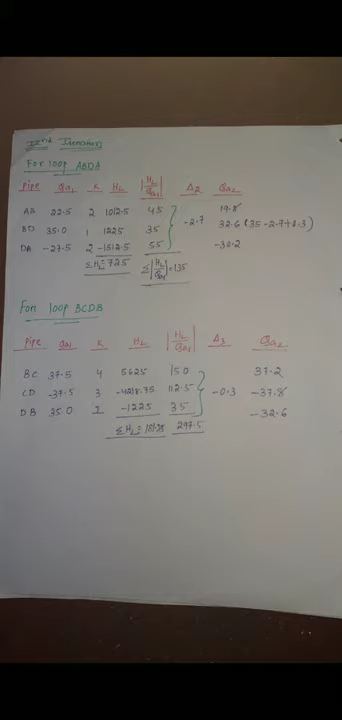 IInd Iteration
For loop ABDA
Pipe Qa1 K HL |HL/Qa1| Δ2 Qa2
AB 22.5 2 1012.5 45 19.8
BD 35.0 1 1225 35 -2.7 32.6 (35-2.7+0.3)
DA -27.5 2 -1512.5 55 -30.2
ΣHL=725 Σ|HL/Qa1|=135
For loop BCDB
Pipe Qa1 K HL |HL/Qa1| Δ3 Qa2
BC 37.5 4 5625 150 37.2
CD -37.5 3 -4218.75 112.5 -0.3 -37.8
DB 35.0 1 -1225 35 -32.6
ΣHL= 181.25 297.5